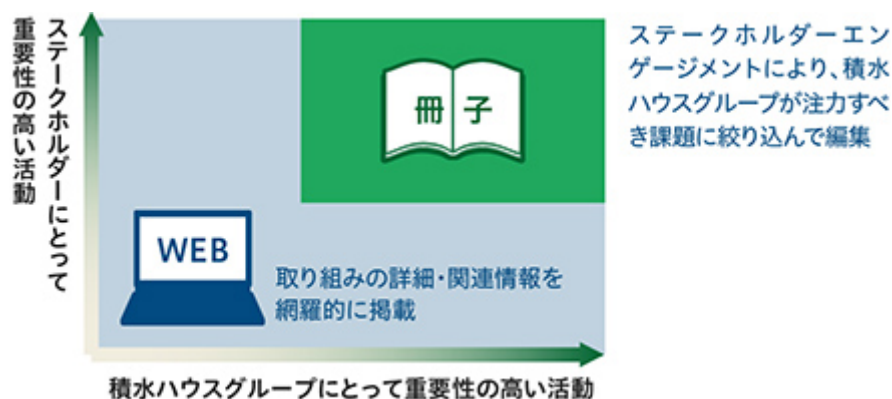 ステークホルダーにとって
重要性の高い活動
冊子
ステークホルダーエン
ゲージメントにより、積水
ハウスグループが注力すべ
き課題に絞り込んで編集
WEB
取り組みの詳細・関連情報を
網羅的に掲載
積水ハウスグループにとって重要性の高い活動